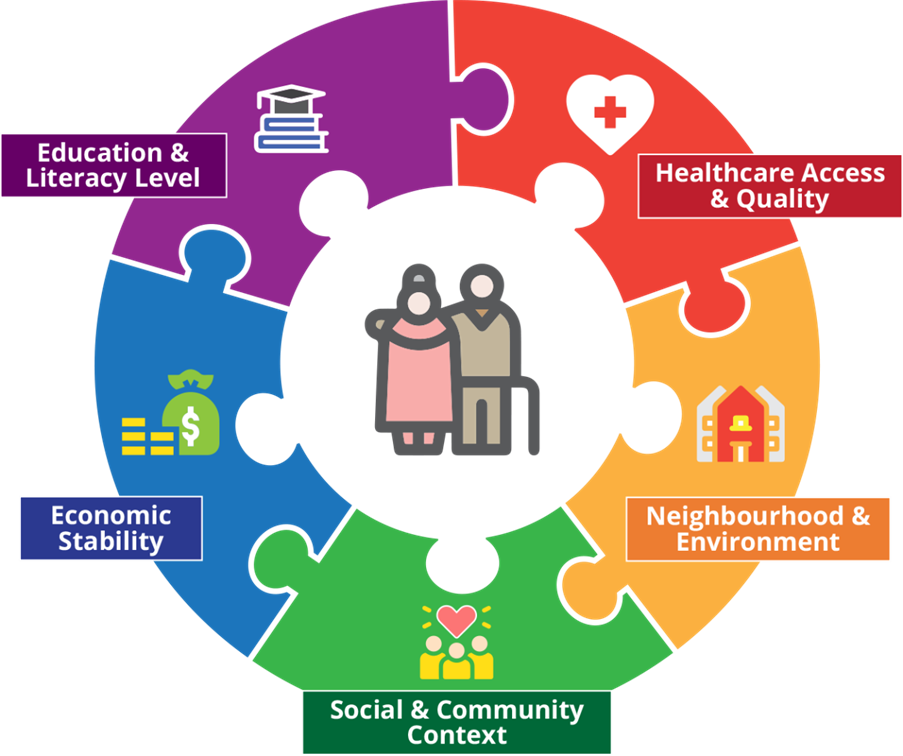 Education &
Literacy Level
Healthcare Access
& Quality
$
Economic
Stability
Neighbourhood &
Environment
Social & Community
Context